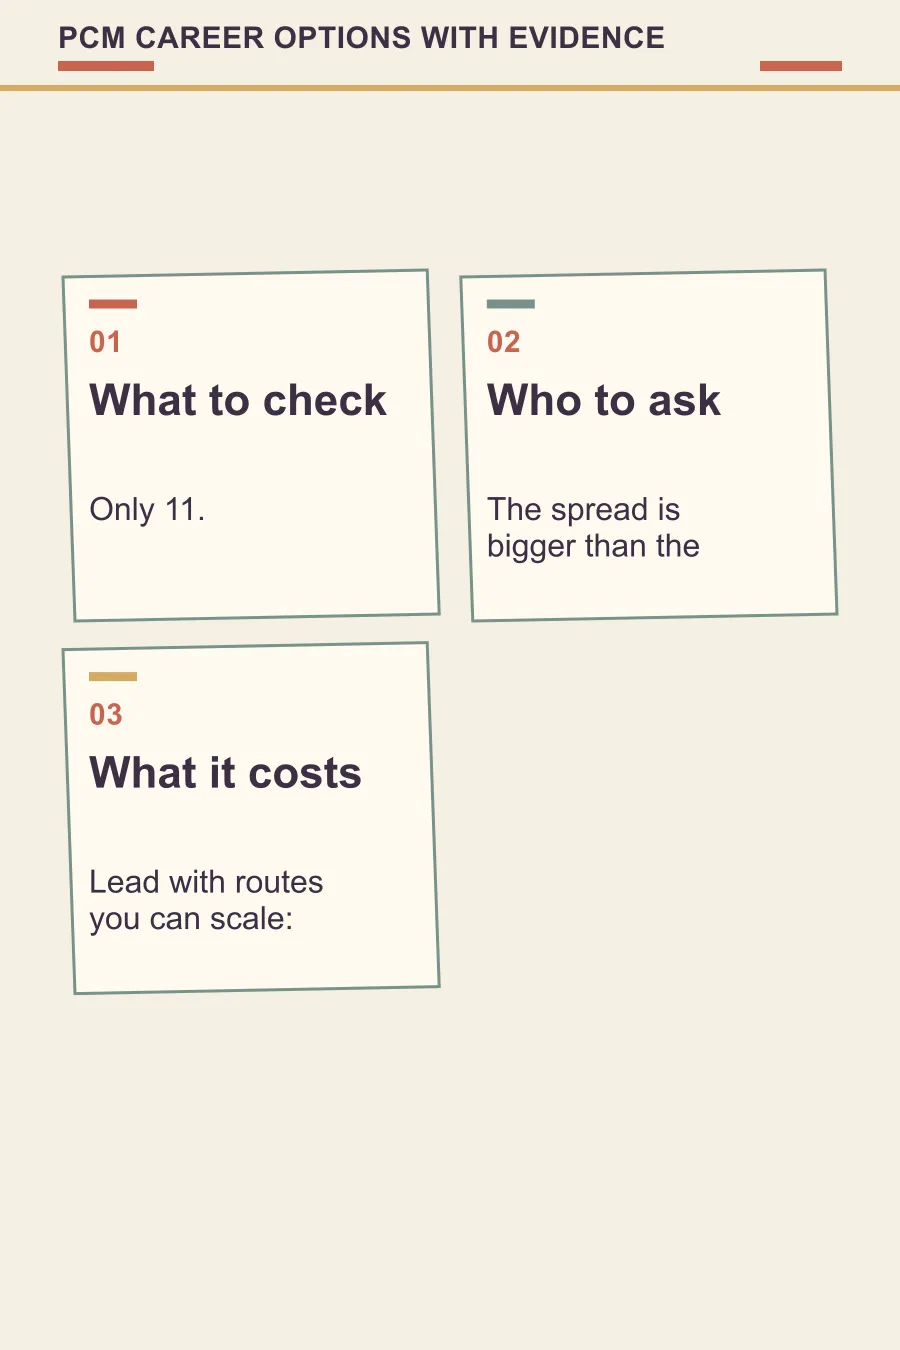 PCM CAREER OPTIONS WITH EVIDENCE
01
What to check
Only 11.
02
Who to ask
The spread is
bigger than the
03
What it costs
Lead with routes
you can scale: